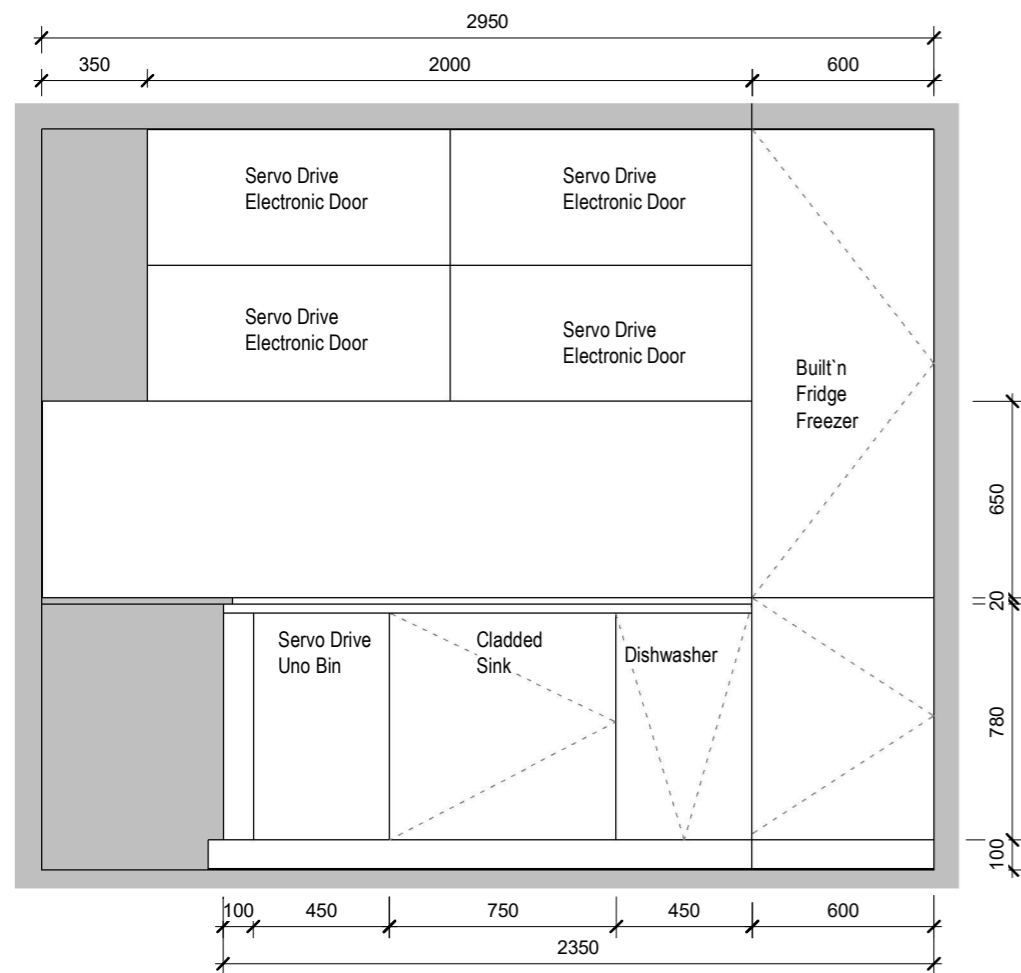 2950
350
2000
600
Servo Drive
Electronic Door
Servo Drive
Electronic Door
Servo Drive
Electronic Door
Servo Drive
Electronic Door
Built`n
Fridge
Freezer
650
20
780
100
Servo Drive
Uno Bin
Cladded
Sink
Dishwasher
100
450
750
450
600
2350